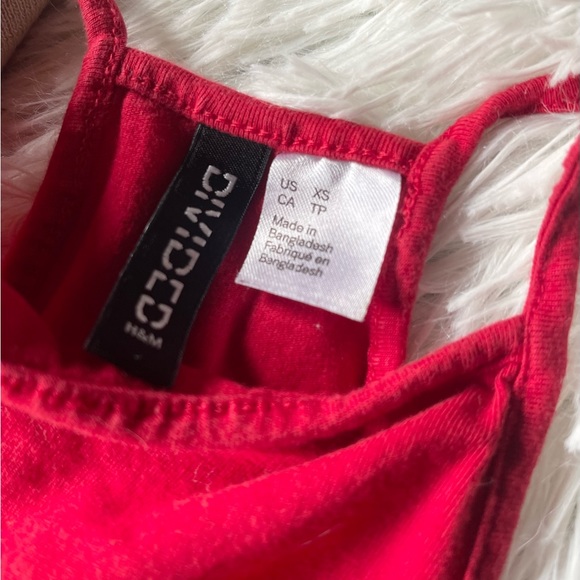 DIVIDED
H&M
US XS
CA TP
Made in
Bangladesh
Fabriqué en
Bangladesh